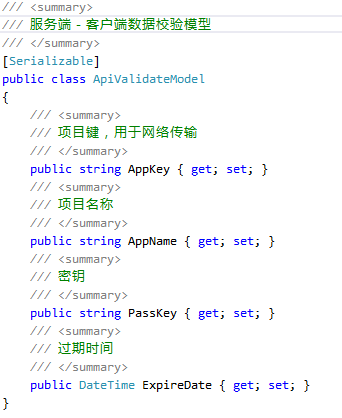 /// <summary>
/// 服务端 - 客户端数据校验模型
/// </summary>
[Serializable]
public class ApiValidateModel
{
/// <summary>
/// 项目键，用于网络传输
/// </summary>
public string AppKey { get; set; }
/// <summary>
/// 项目名称
/// </summary>
public string AppName { get; set; }
/// <summary>
/// 密钥
/// </summary>
public string PassKey { get; set; }
/// <summary>
/// 过期时间
/// </summary>
public DateTime ExpireDate { get; set; }
}